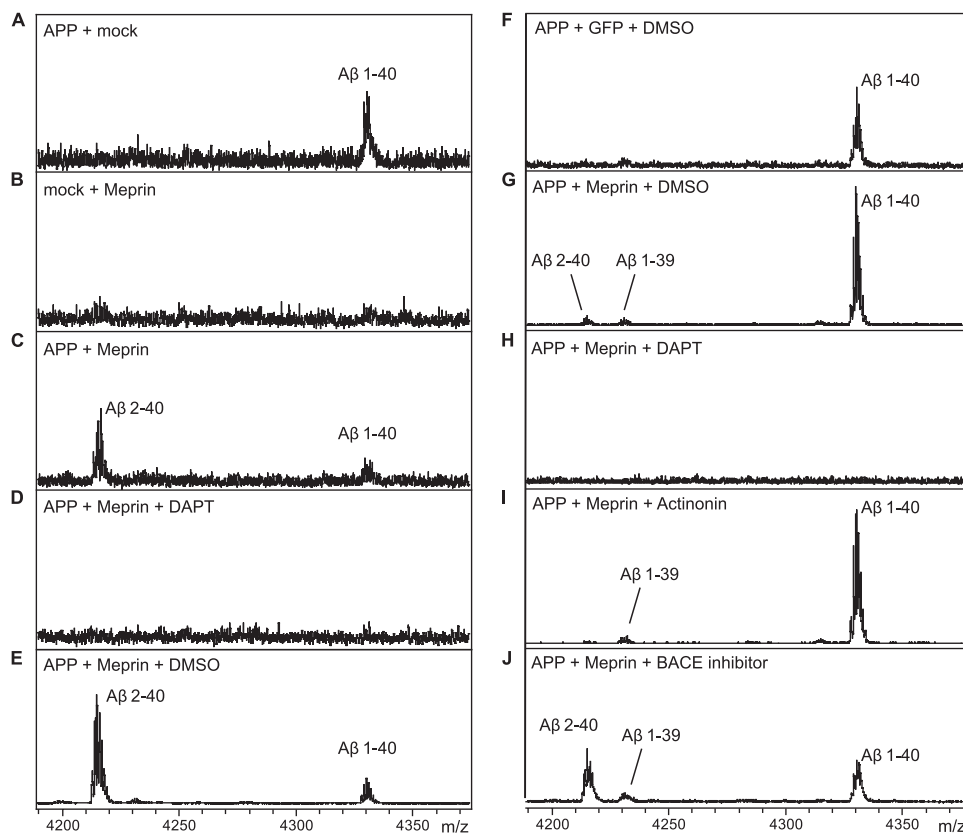 A
APP + mock
Aβ 1-40
B
mock + Meprin
C
APP + Meprin
Aβ 2-40
Aβ 1-40
D
APP + Meprin + DAPT
E
APP + Meprin + DMSO
Aβ 2-40
Aβ 1-40
4200 4250 4300 4350 m/z
F
APP + GFP + DMSO
Aβ 1-40
G
APP + Meprin + DMSO
Aβ 1-40
Aβ 2-40
Aβ 1-39
H
APP + Meprin + DAPT
I
APP + Meprin + Actinonin
Aβ 1-40
Aβ 1-39
J
APP + Meprin + BACE inhibitor
Aβ 2-40
Aβ 1-39
Aβ 1-40
4200 4250 4300 4350 m/z